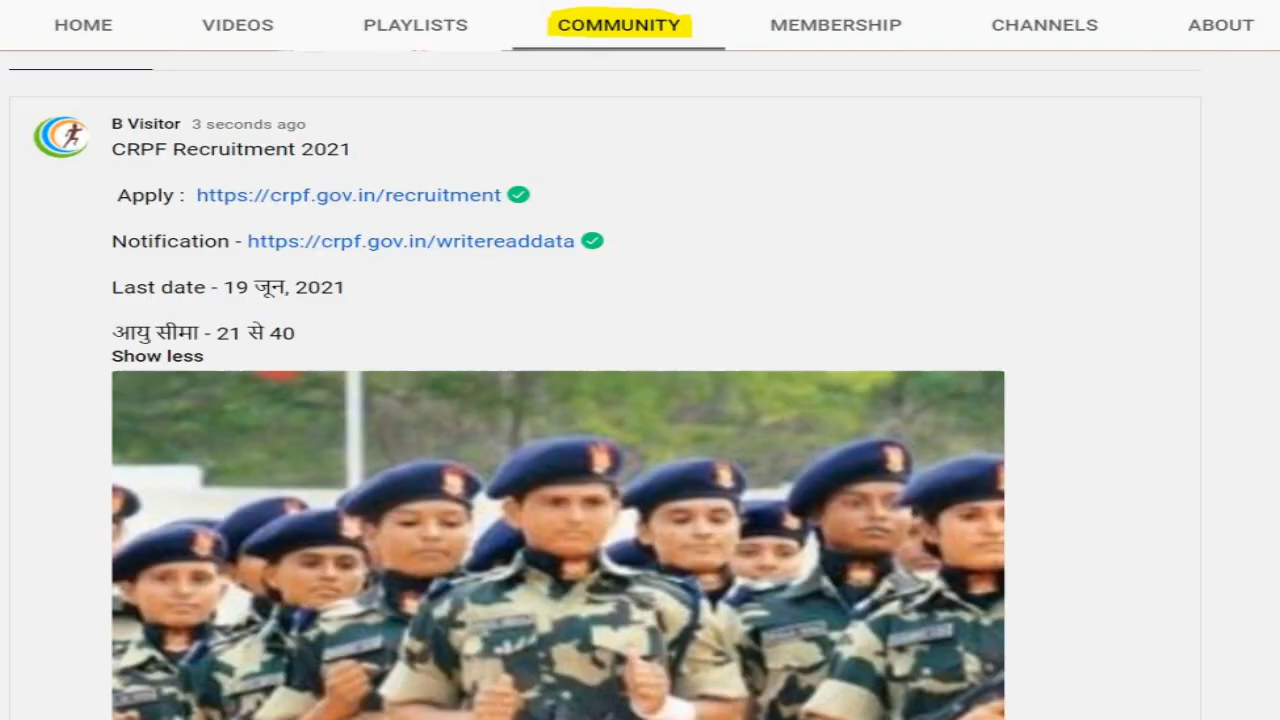 HOME VIDEOS PLAYLISTS COMMUNITY MEMBERSHIP CHANNELS ABOUT
B Visitor 3 seconds ago
CRPF Recruitment 2021
Apply : https://crpf.gov.in/recruitment
Notification - https://crpf.gov.in/writereaddata
Last date - 19 जून, 2021
आयु सीमा - 21 से 40
Show less